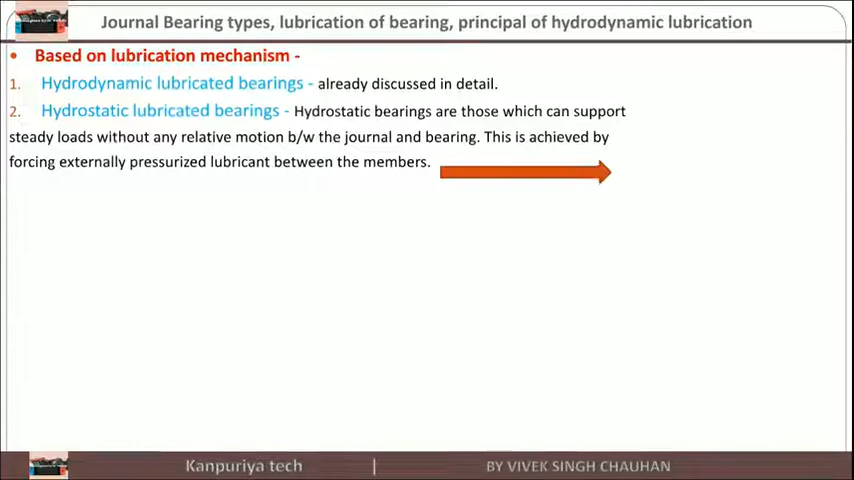 Journal Bearing types, lubrication of bearing, principal of hydrodynamic lubrication
• Based on lubrication mechanism -
1. Hydrodynamic lubricated bearings - already discussed in detail.
2. Hydrostatic lubricated bearings - Hydrostatic bearings are those which can support
steady loads without any relative motion b/w the journal and bearing. This is achieved by
forcing externally pressurized lubricant between the members.
Kanpuriya tech | BY VIVEK SINGH CHAUHAN